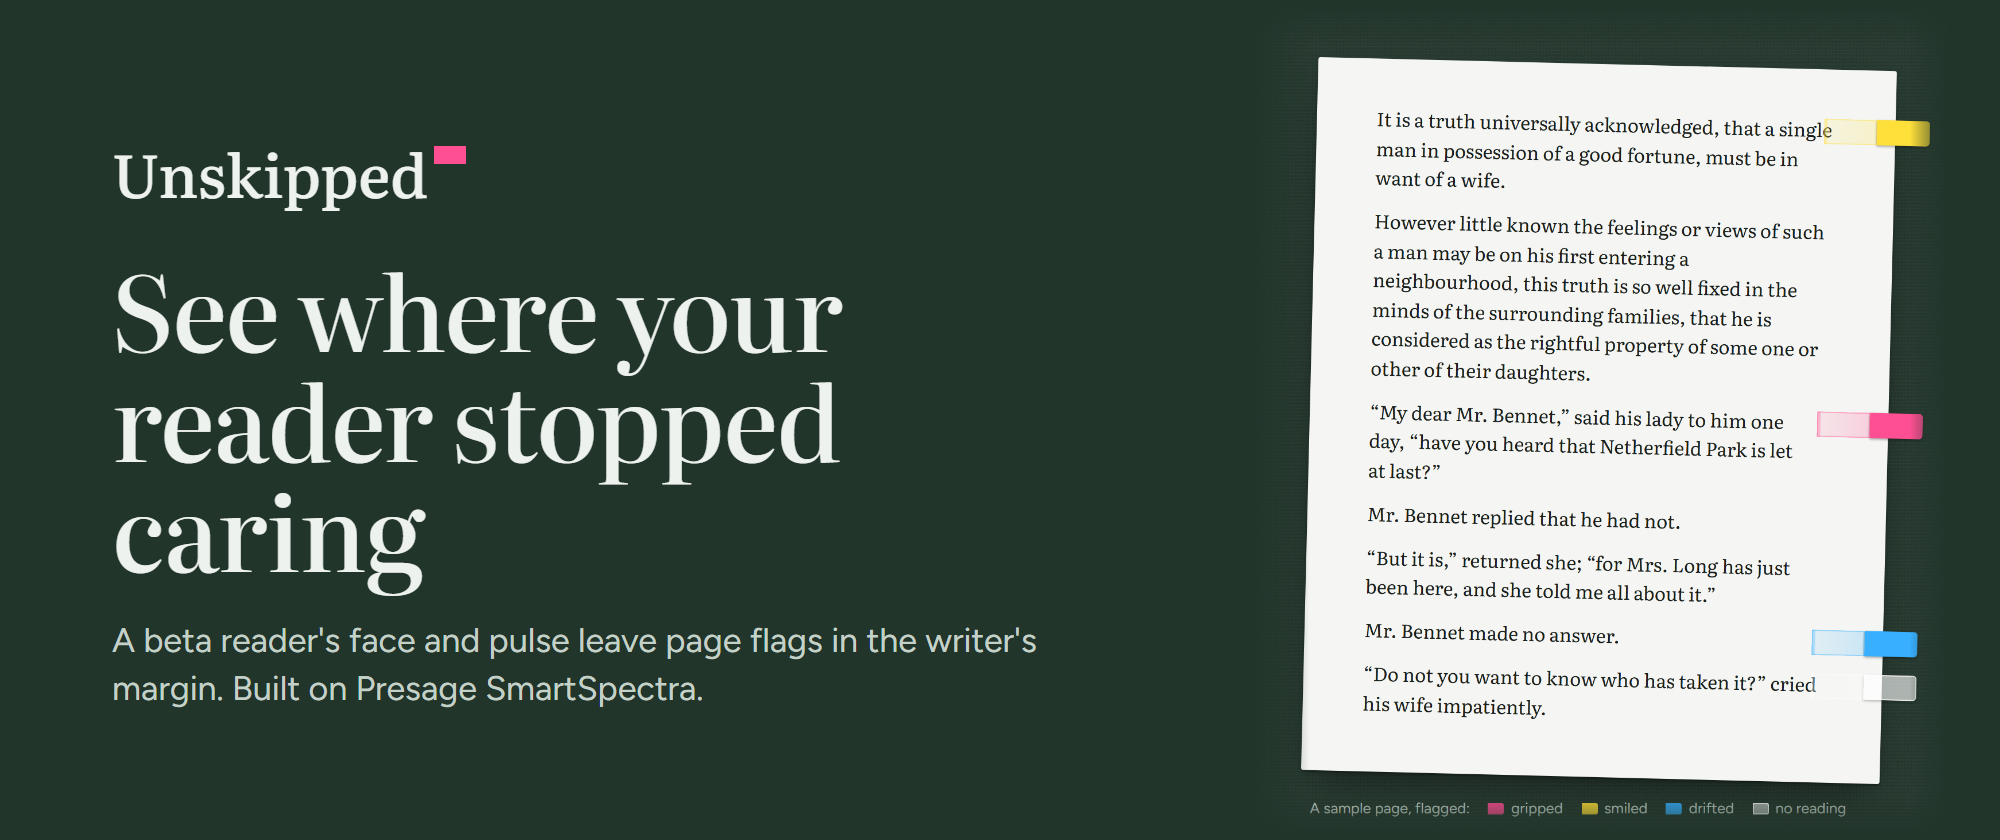 Unskipped
See where your
reader stopped
caring
A beta reader's face and pulse leave page flags in the writer's
margin. Built on Presage SmartSpectra.
It is a truth universally acknowledged, that a single
man in possession of a good fortune, must be in
want of a wife.
However little known the feelings or views of such
a man may be on his first entering a
neighbourhood, this truth is so well fixed in the
minds of the surrounding families, that he is
considered as the rightful property of some one or
other of their daughters.
“My dear Mr. Bennet,” said his lady to him one
day, “have you heard that Netherfield Park is let
at last?”
Mr. Bennet replied that he had not.
“But it is,” returned she; “for Mrs. Long has just
been here, and she told me all about it.”
Mr. Bennet made no answer.
“Do not you want to know who has taken it?” cried
his wife impatiently.
A sample page, flagged: gripped smiled drifted no reading